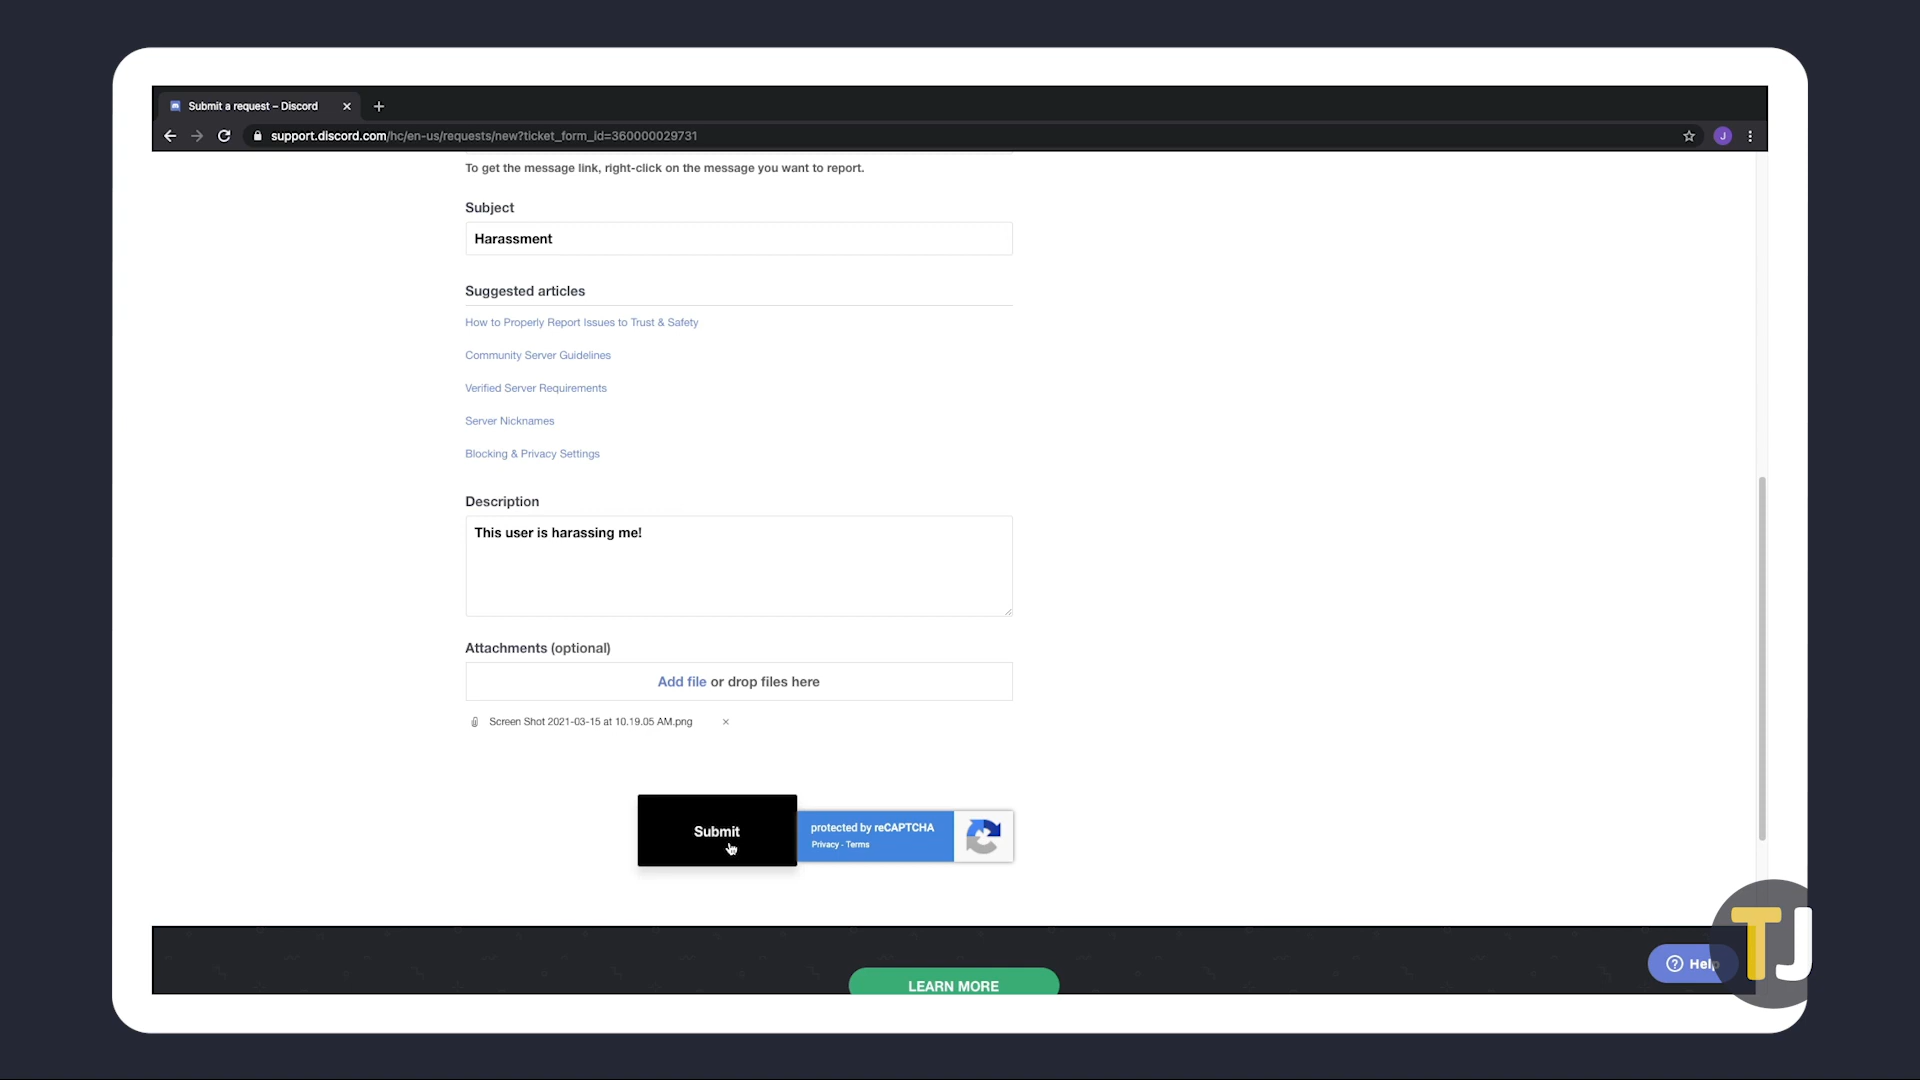 Submit a request – Discord
support.discord.com/hc/en-us/requests/new?ticket_form_id=360000029731
J
To get the message link, right-click on the message you want to report.
Subject
Harassment
Suggested articles
How to Properly Report Issues to Trust & Safety
Community Server Guidelines
Verified Server Requirements
Server Nicknames
Blocking & Privacy Settings
Description
This user is harassing me!
Attachments (optional)
Add file or drop files here
Screen Shot 2021-03-15 at 10.19.05 AM.png
Submit
protected by reCAPTCHA
Privacy - Terms
Help
TJ
LEARN MORE